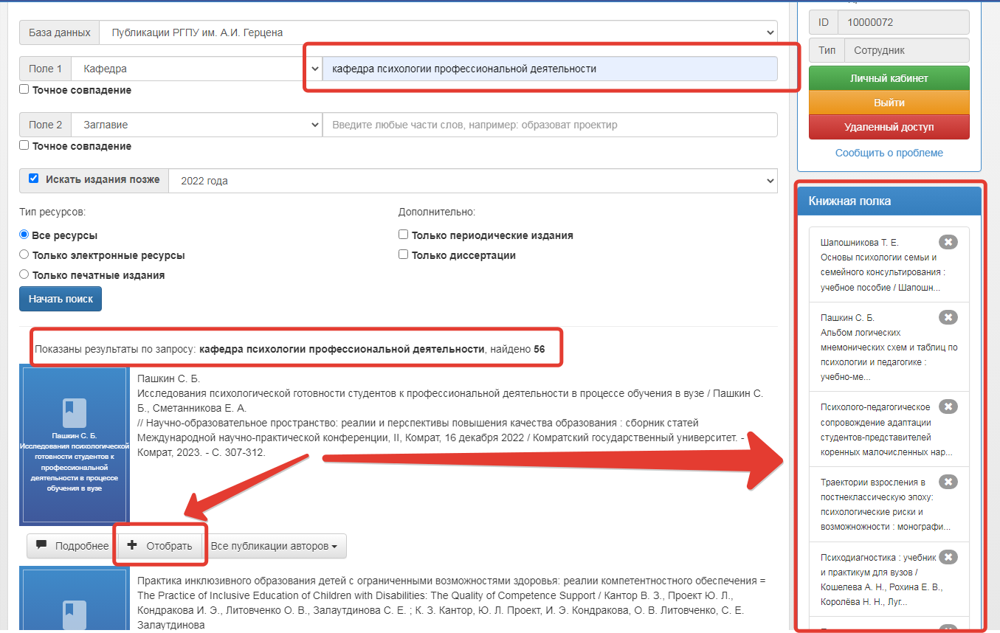 База данных
Публикации РГПУ им. А.И. Герцена
Поле 1
Кафедра
кафедра психологии профессиональной деятельности
Точное совпадение
Поле 2
Заглавие
Введите любые части слов, например: образоват проектир
Точное совпадение
Искать издания позже
2022 года
Тип ресурсов:
Все ресурсы
Только электронные ресурсы
Только печатные издания
Дополнительно:
Только периодические издания
Только диссертации
Начать поиск
Показаны результаты по запросу: кафедра психологии профессиональной деятельности, найдено 56
Пашкин С. Б.
Исследования психологической
готовности студентов к
профессиональной
деятельности в процессе
обучения в вузе
Пашкин С. Б.
Исследования психологической готовности студентов к профессиональной деятельности в процессе обучения в вузе / Пашкин С.
Б., Сметанникова Е. А.
// Научно-образовательное пространство: реалии и перспективы повышения качества образования : сборник статей
Международной научно-практической конференции, II, Комрат, 16 декабря 2022 / Комратский государственный университет. -
Комрат, 2023. - С. 307-312.
Подробнее
Отобрать
Все публикации авторов
Практика инклюзивного образования детей с ограниченными возможностями здоровья: реалии компетентностного обеспечения =
The Practice of Inclusive Education of Children with Disabilities: The Quality of Competence Support / Кантор В. З., Проект Ю. Л.,
Кондракова И. Э., Литовченко О. В., Залаутдинова С. Е. ; К. З. Кантор, Ю. Л. Проект, И. Э. Кондракова, О. В. Литовченко, С. Е.
Залаутдинова
ID
10000072
Тип
Сотрудник
Личный кабинет
Выйти
Удаленный доступ
Сообщить о проблеме
Книжная полка
Шапошникова Т. Е.
Основы психологии семьи и
семейного консультирования :
учебное пособие / Шапошн...
Пашкин С. Б.
Альбом логических
мнемонических схем и таблиц по
психологии и педагогике :
учебно-ме...
Психолого-педагогическое
сопровождение адаптации
студентов-представителей
коренных малочисленных нар...
Траектории взросления в
постнеклассическую эпоху:
психологические риски и
возможножности : монографи...
Психодиагностика : учебник
и практикум для вузов /
Кошелева А. Н., Рохина Е. В.,
Королёва Н. Н., Луг...